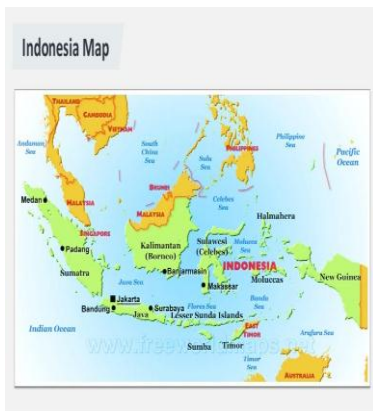 Indonesia Map
THAILAND
CAMBODIA
VIETNAM
Andaman
Sea
South
China
Sea
Philippine
Sea
Pacific
Ocean
PHILIPPINES
Sulu
Sea
BRUNEI
MALAYSIA
MALAYSIA
Celebes
Sea
Medan
SINGAPORE
Halmahera
Padang
Sumatra
Kalimantan
(Borneo)
Sulawesi
(Celebes)
Molucca
Sea
INDONESIA
Banjarmasin
Makassar
Moluccas
New Guinea
Java Sea
Jakarta
Bandung
Java
Surabaya
Flores Sea
Lesser Sunda Islands
Banda
Sea
EAST
TIMOR
Arafura Sea
Indian Ocean
Sumba
Timor
Timor
Sea
AUSTRALIA